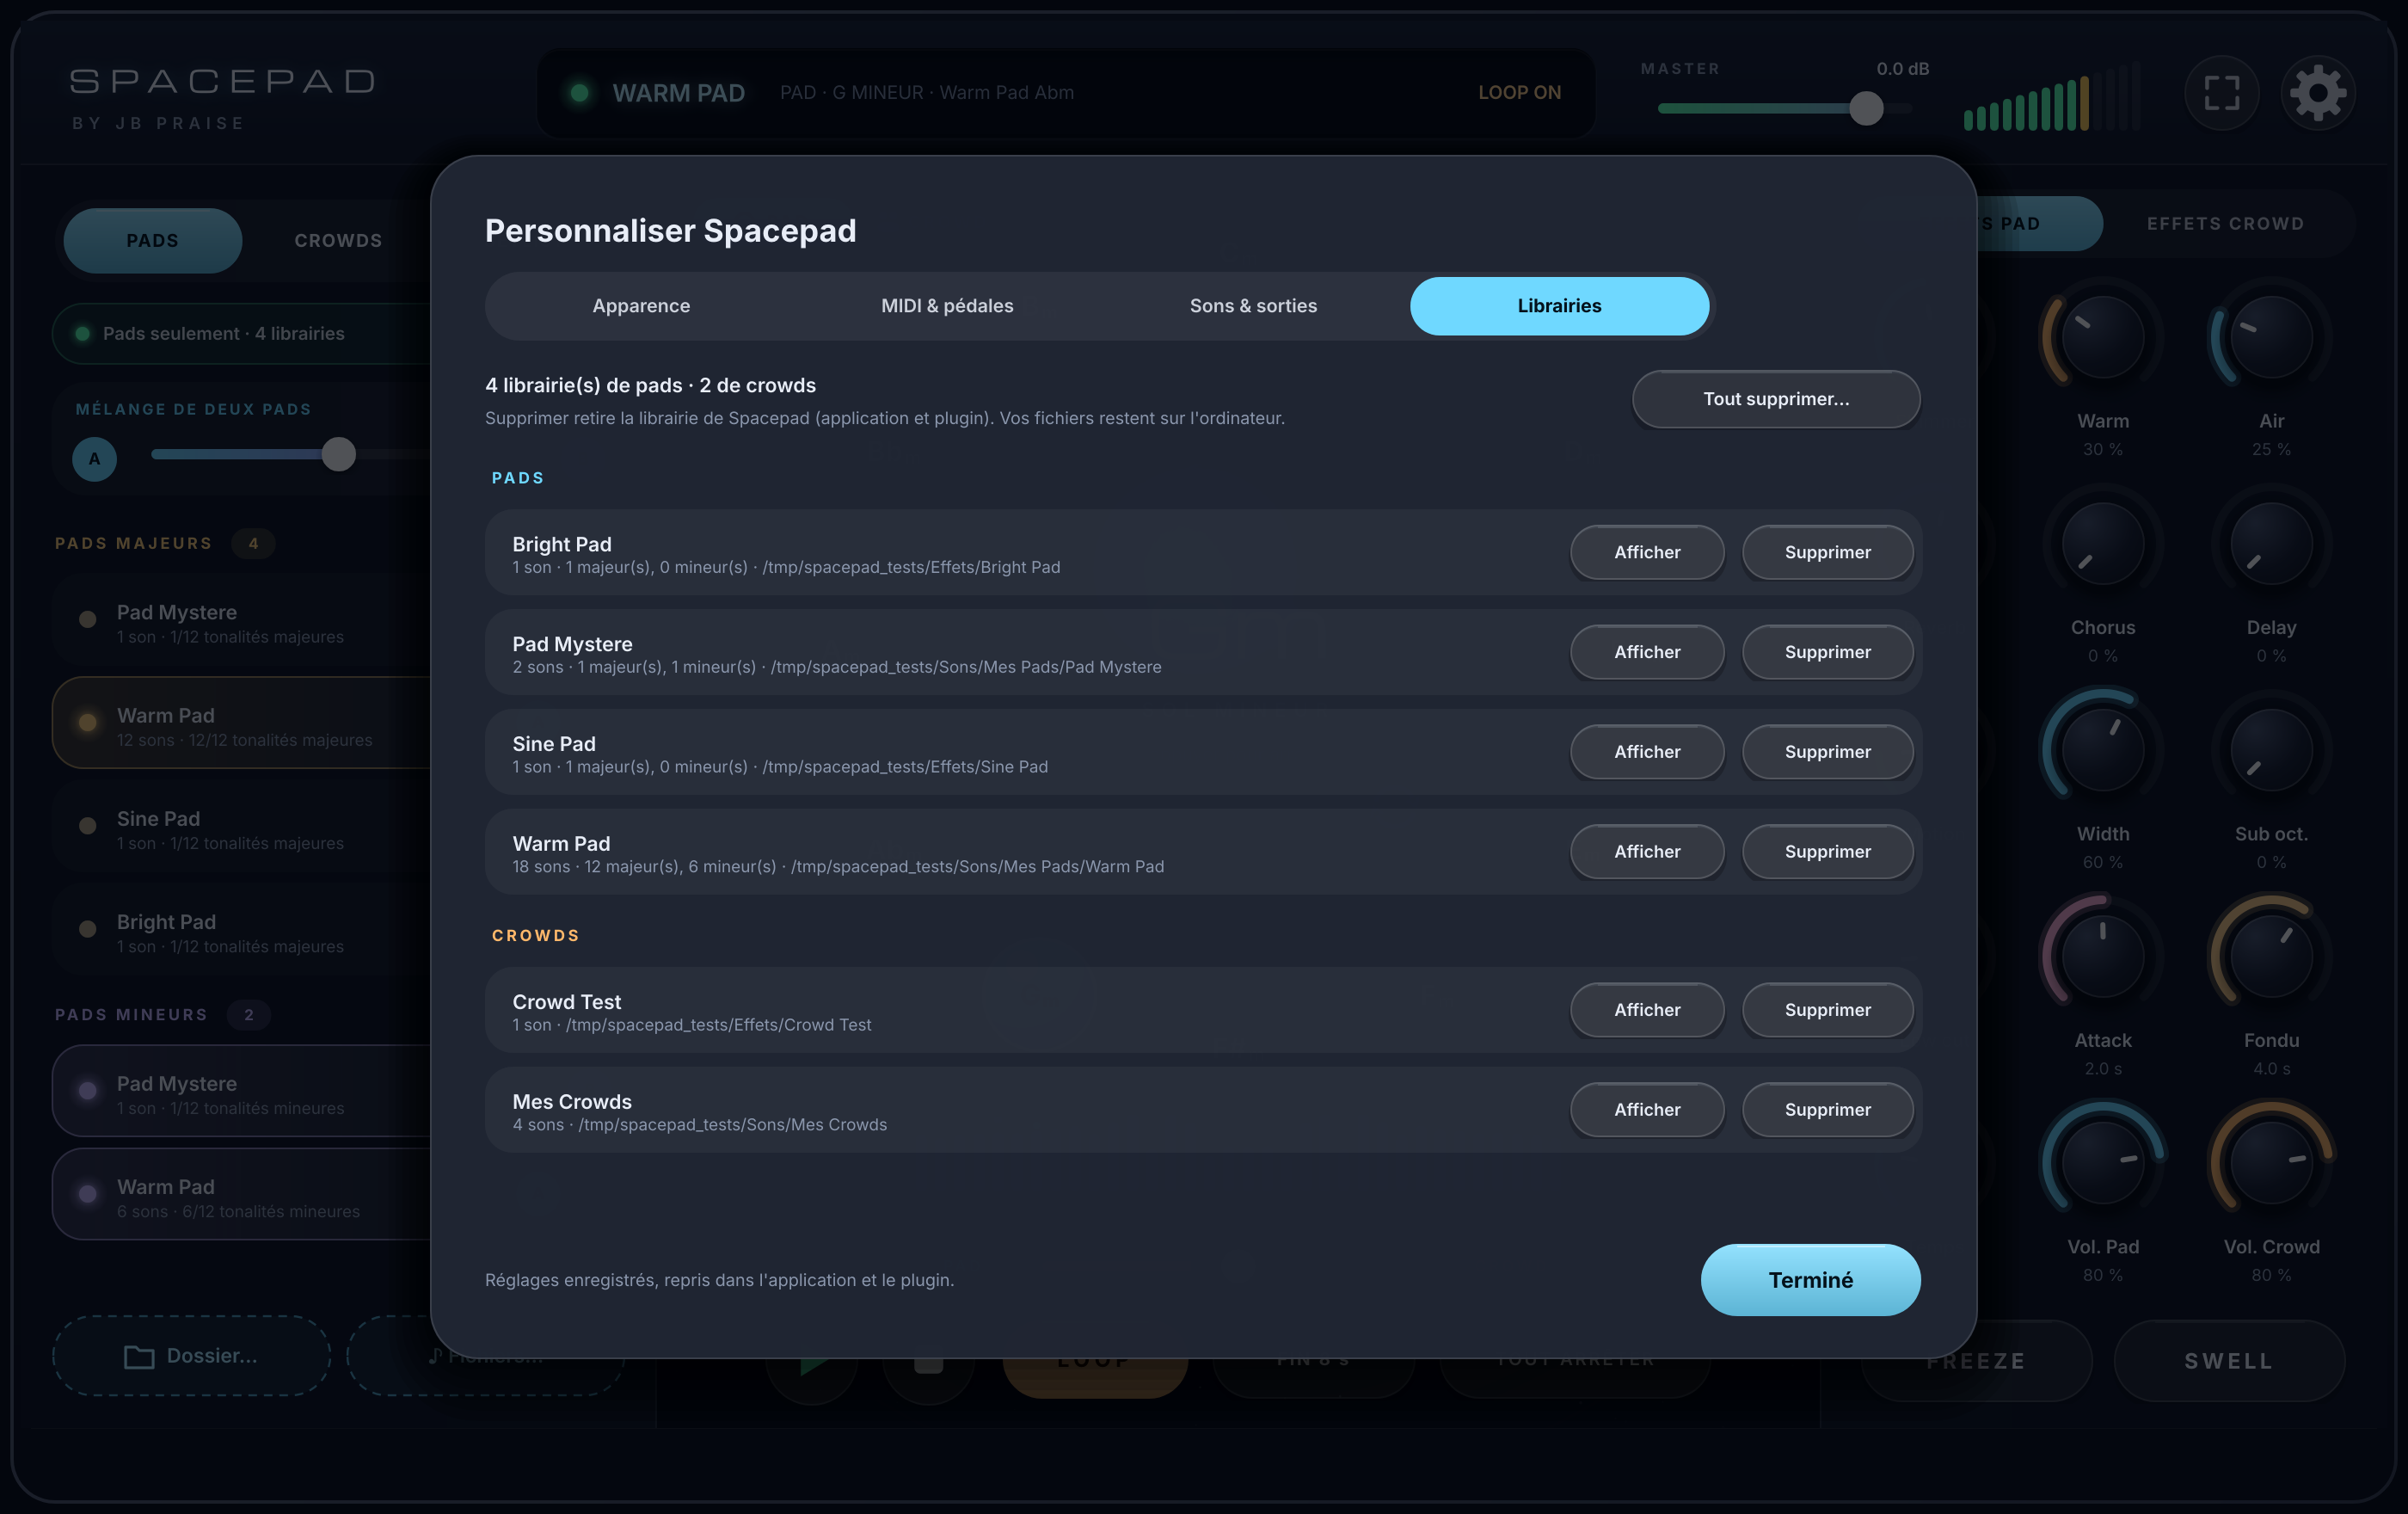 SPACEPAD
BY JB PRAISE
WARM PAD
PAD · G MINEUR · Warm Pad Abm
LOOP ON
MASTER
0.0 dB
PADS
CROWDS
Pads seulement · 4 librairies
MÉLANGE DE DEUX PADS
A
PADS MAJEURS
4
Pad Mystere
1 son · 1/12 tonalités majeures
Warm Pad
12 sons · 12/12 tonalités majeures
Sine Pad
1 son · 1/12 tonalités majeures
Bright Pad
1 son · 1/12 tonalités majeures
PADS MINEURS
2
Pad Mystere
1 son · 1/12 tonalités mineures
Warm Pad
6 sons · 6/12 tonalités mineures
Dossier...
Personnaliser Spacepad
Apparence
MIDI & pédales
Sons & sorties
Librairies
4 librairie(s) de pads · 2 de crowds
Supprimer retire la librairie de Spacepad (application et plugin). Vos fichiers restent sur l'ordinateur.
Tout supprimer...
PADS
Bright Pad
1 son · 1 majeur(s), 0 mineur(s) · /tmp/spacepad_tests/Effets/Bright Pad
Afficher
Supprimer
Pad Mystere
2 sons · 1 majeur(s), 1 mineur(s) · /tmp/spacepad_tests/Sons/Mes Pads/Pad Mystere
Afficher
Supprimer
Sine Pad
1 son · 1 majeur(s), 0 mineur(s) · /tmp/spacepad_tests/Effets/Sine Pad
Afficher
Supprimer
Warm Pad
18 sons · 12 majeur(s), 6 mineur(s) · /tmp/spacepad_tests/Sons/Mes Pads/Warm Pad
Afficher
Supprimer
CROWDS
Crowd Test
1 son · /tmp/spacepad_tests/Effets/Crowd Test
Afficher
Supprimer
Mes Crowds
4 sons · /tmp/spacepad_tests/Sons/Mes Crowds
Afficher
Supprimer
Réglages enregistrés, repris dans l'application et le plugin.
Terminé
LOOP
FIN 8 s
TOUT ARRÊTER
PAD
EFFETS CROWD
Warm
30 %
Air
25 %
Chorus
0 %
Delay
0 %
Width
60 %
Sub oct.
0 %
Attack
2.0 s
Fondu
4.0 s
Vol. Pad
80 %
Vol. Crowd
80 %
FREEZE
SWELL